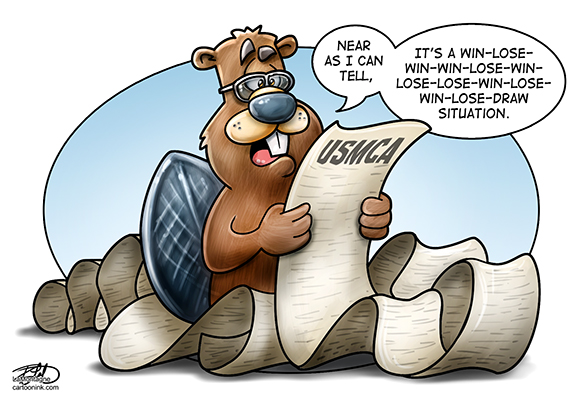 NEAR
AS I CAN
TELL,
IT'S A WIN-LOSE-
WIN-WIN-LOSE-WIN-
LOSE-LOSE-WIN-LOSE-
WIN-LOSE-DRAW
SITUATION.
USMCA
cartoonink.com